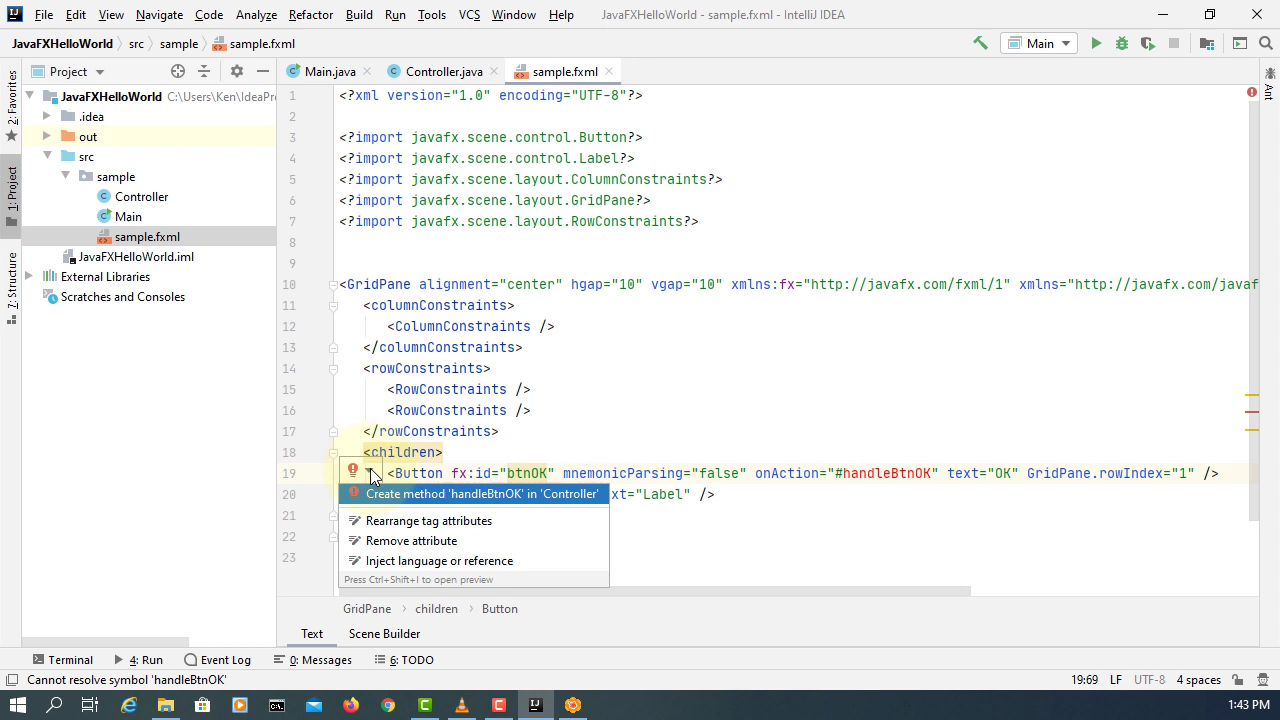 File Edit View Navigate Code Analyze Refactor Build Run Tools VCS Window Help JavaFXHelloWorld - sample.fxml - IntelliJ IDEA
JavaFXHelloWorld src sample sample.fxml Main
Project Main.java Controller.java sample.fxml
JavaFXHelloWorld C:\Users\Ken\IdeaPro
.idea
out
src
sample
Controller
Main
sample.fxml
JavaFXHelloWorld.iml
External Libraries
Scratches and Consoles
2: Favorites
1: Project
7: Structure
Ant
1 <?xml version="1.0" encoding="UTF-8"?>
2
3 <?import javafx.scene.control.Button?>
4 <?import javafx.scene.control.Label?>
5 <?import javafx.scene.layout.ColumnConstraints?>
6 <?import javafx.scene.layout.GridPane?>
7 <?import javafx.scene.layout.RowConstraints?>
8
9
10 <GridPane alignment="center" hgap="10" vgap="10" xmlns:fx="http://javafx.com/fxml/1" xmlns="http://javafx.com/javaf
11 <columnConstraints>
12 <ColumnConstraints />
13 </columnConstraints>
14 <rowConstraints>
15 <RowConstraints />
16 <RowConstraints />
17 </rowConstraints>
18 <children>
19 <Button fx:id="btnOK" mnemonicParsing="false" onAction="#handleBtnOK" text="OK" GridPane.rowIndex="1" />
20 xt="Label" />
21
22
23
Create method 'handleBtnOK' in 'Controller'
Rearrange tag attributes
Remove attribute
Inject language or reference
Press Ctrl+Shift+I to open preview
GridPane children Button
Text Scene Builder
Terminal 4: Run Event Log 0: Messages 6: TODO
Cannot resolve symbol 'handleBtnOK' 19:69 LF UTF-8 4 spaces
1:43 PM